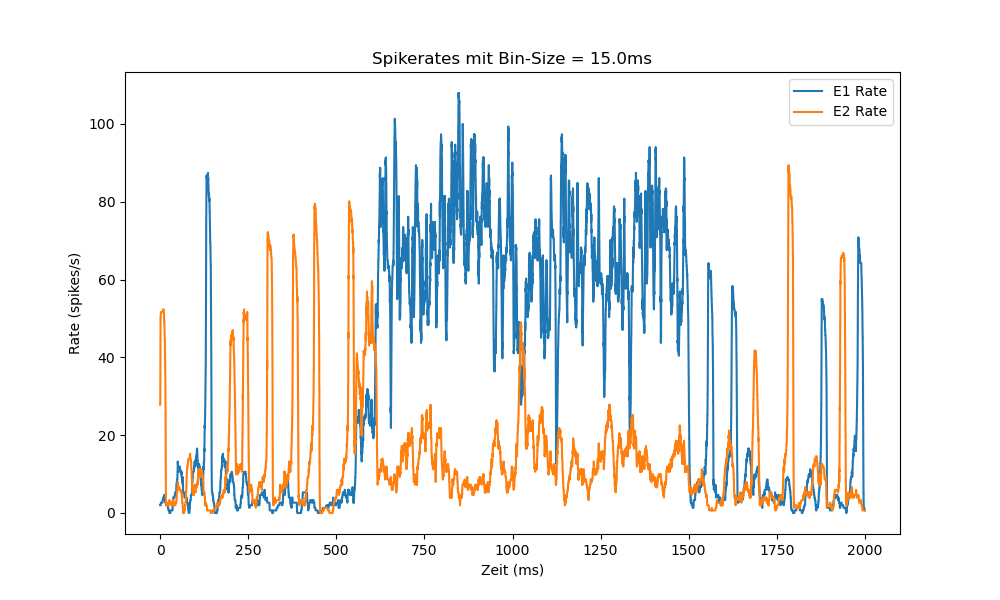 Spikerates mit Bin-Size = 15.0ms
E1 Rate
E2 Rate
Rate (spikes/s)
100
80
60
40
20
0
0 250 500 750 1000 1250 1500 1750 2000
Zeit (ms)